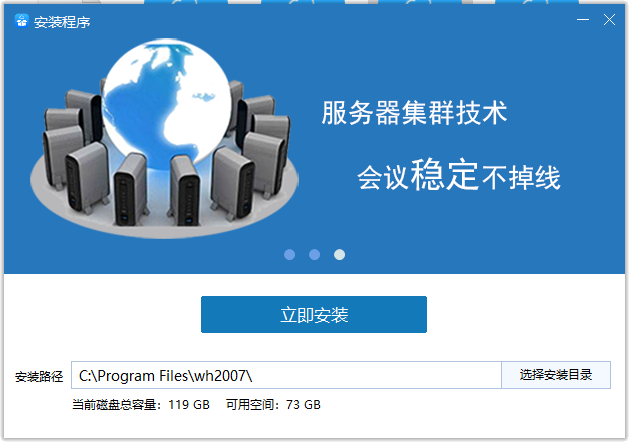 安装程序
服务器集群技术
会议稳定不掉线
立即安装
安装路径 C:\Program Files\wh2007\ 选择安装目录
当前磁盘总容量：119 GB 可用空间：73 GB